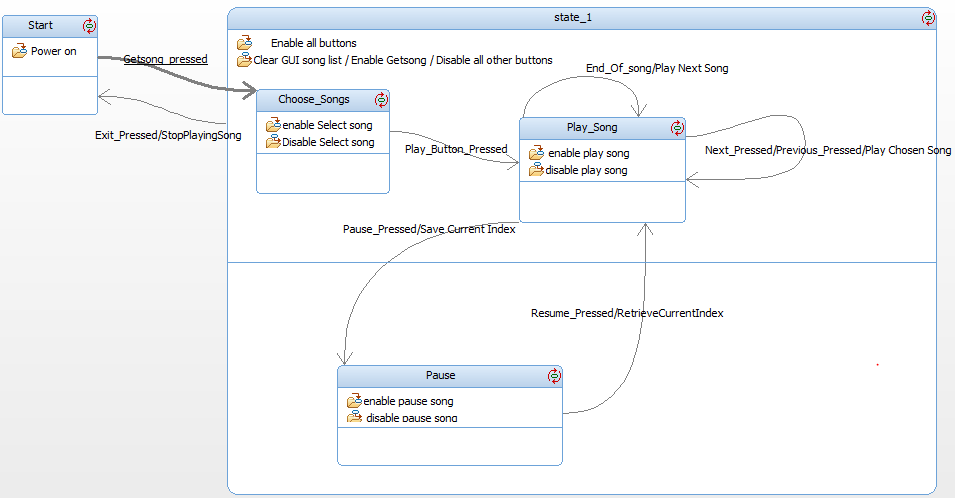 Start
Power on
state_1
Enable all buttons
Clear GUI song list / Enable Getsong / Disable all other buttons
Getsong_pressed
End_Of_song/Play Next Song
Choose_Songs
enable Select song
Disable Select song
Exit_Pressed/StopPlayingSong
Play_Button_Pressed
Play_Song
enable play song
disable play song
Next_Pressed/Previous_Pressed/Play Chosen Song
Pause_Pressed/Save Current Index
Resume_Pressed/RetrieveCurrentIndex
Pause
enable pause song
disable pause song